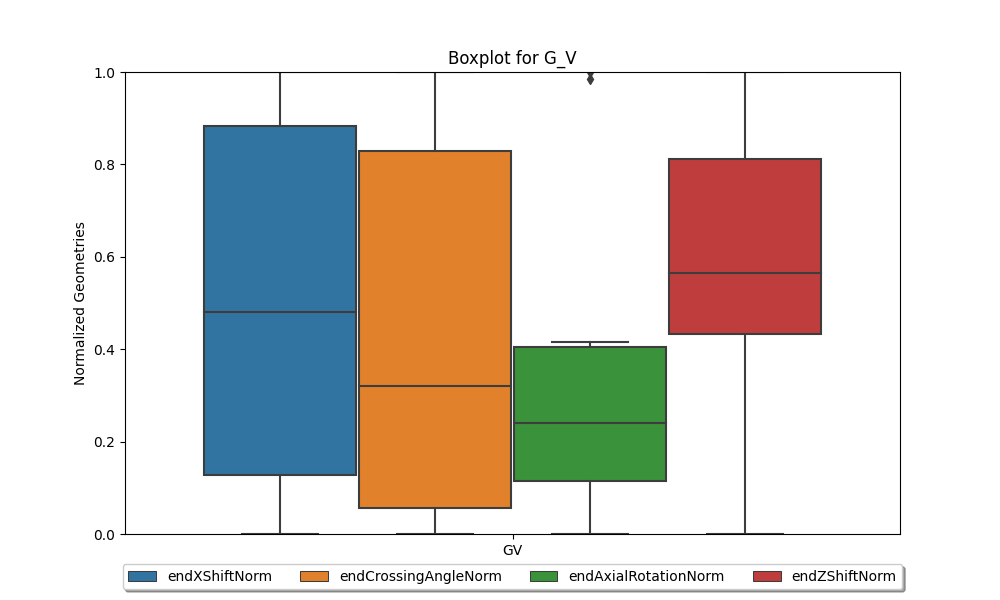 Boxplot for G_V
1.0
0.8
0.6
0.4
0.2
0.0
Normalized Geometries
GV
endXShiftNorm endCrossingAngleNorm endAxialRotationNorm endZShiftNorm